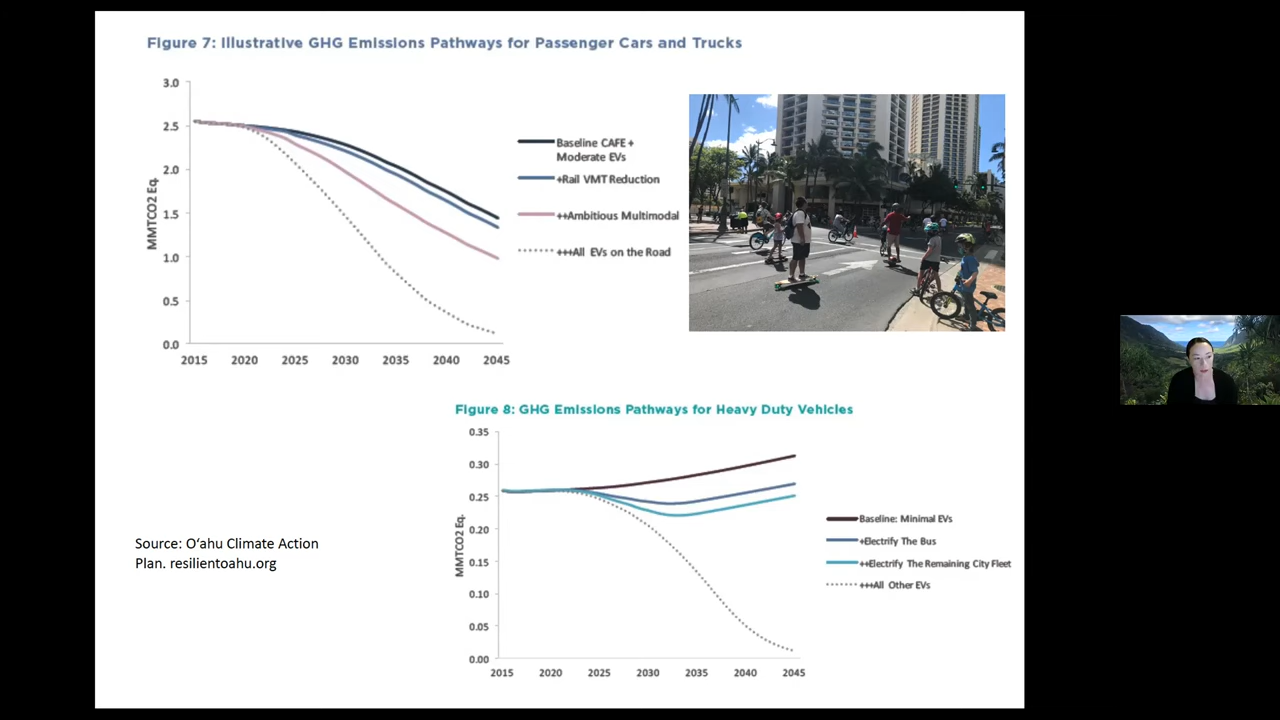 Figure 7: Illustrative GHG Emissions Pathways for Passenger Cars and Trucks
3.0
2.5
2.0
1.5
1.0
0.5
0.0
MMTCO2 Eq.
2015 2020 2025 2030 2035 2040 2045
Baseline CAFE +
Moderate EVs
+Rail VMT Reduction
++Ambitious Multimodal
+++All EVs on the Road
Figure 8: GHG Emissions Pathways for Heavy Duty Vehicles
0.35
0.30
0.25
0.20
0.15
0.10
0.05
0.00
MMTCO2 Eq.
2015 2020 2025 2030 2035 2040 2045
Baseline: Minimal EVs
+Electrify The Bus
++Electrify The Remaining City Fleet
+++All Other EVs
Source: Oʻahu Climate Action
Plan. resilientoahu.org